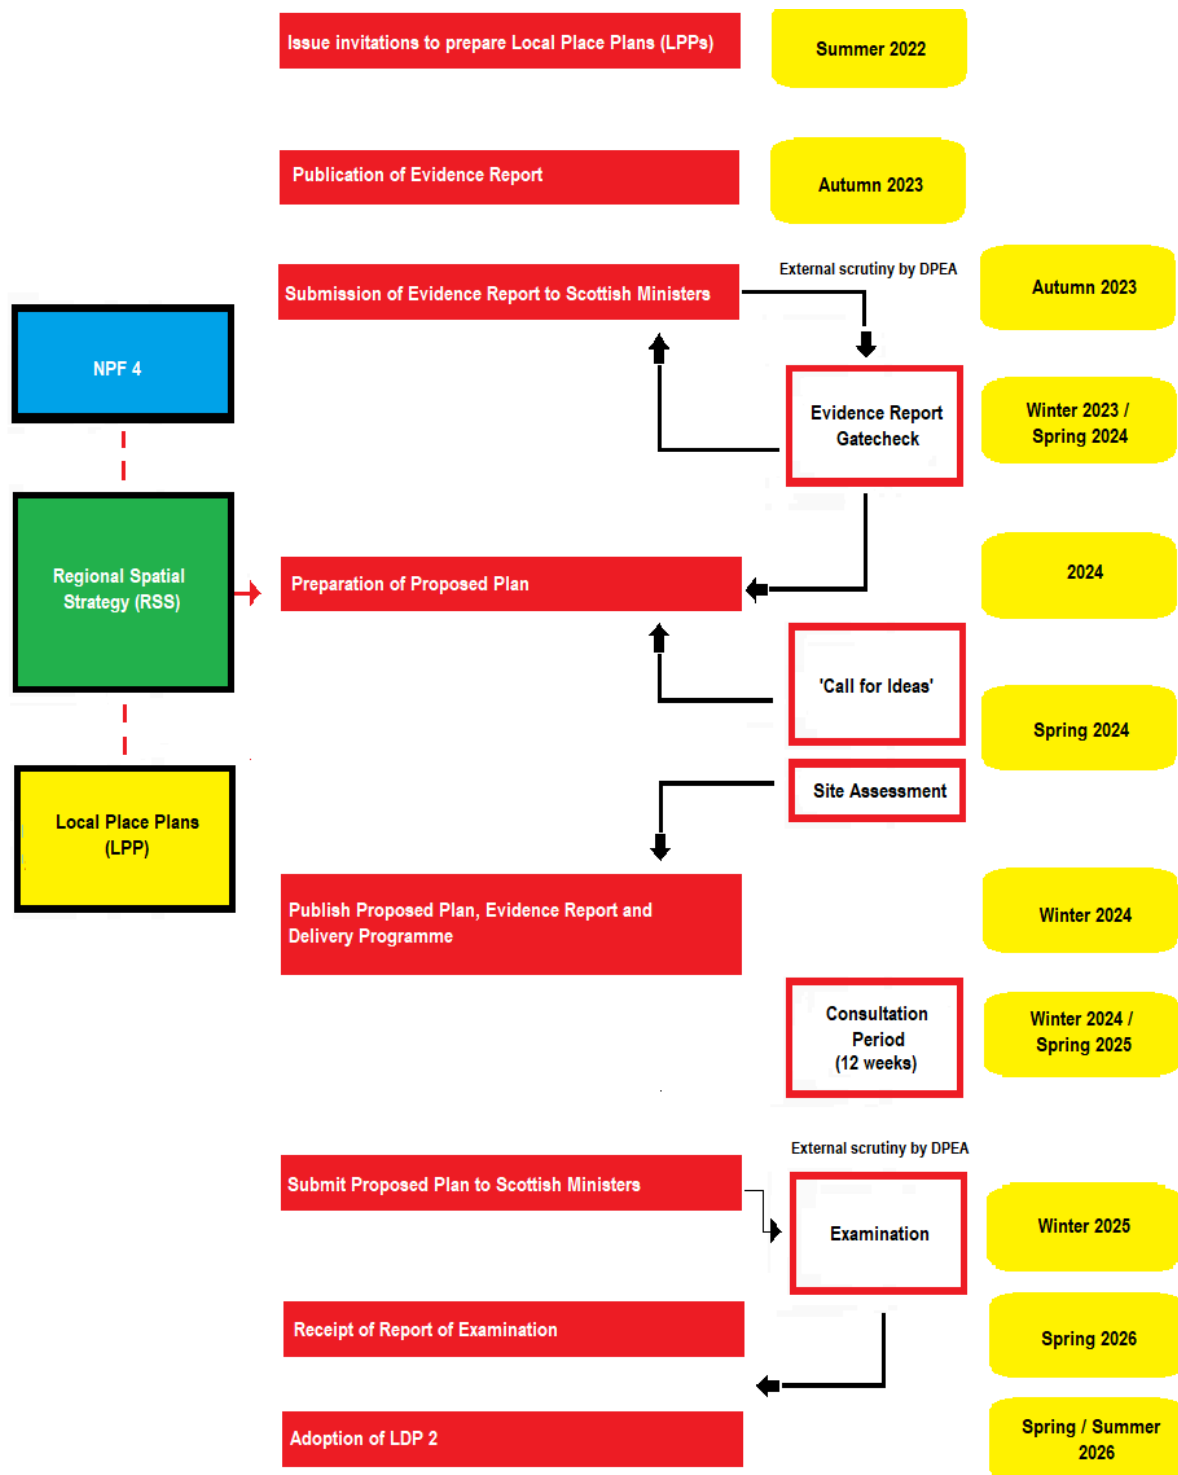 Issue invitations to prepare Local Place Plans (LPPs)
Summer 2022
Publication of Evidence Report
Autumn 2023
External scrutiny by DPEA
Submission of Evidence Report to Scottish Ministers
Autumn 2023
NPF 4
Evidence Report
Gatecheck
Winter 2023 /
Spring 2024
Regional Spatial
Strategy (RSS)
Preparation of Proposed Plan
2024
'Call for Ideas'
Spring 2024
Site Assessment
Local Place Plans
(LPP)
Publish Proposed Plan, Evidence Report and
Delivery Programme
Winter 2024
Consultation
Period
(12 weeks)
Winter 2024 /
Spring 2025
External scrutiny by DPEA
Submit Proposed Plan to Scottish Ministers
Examination
Winter 2025
Receipt of Report of Examination
Spring 2026
Adoption of LDP 2
Spring / Summer
2026